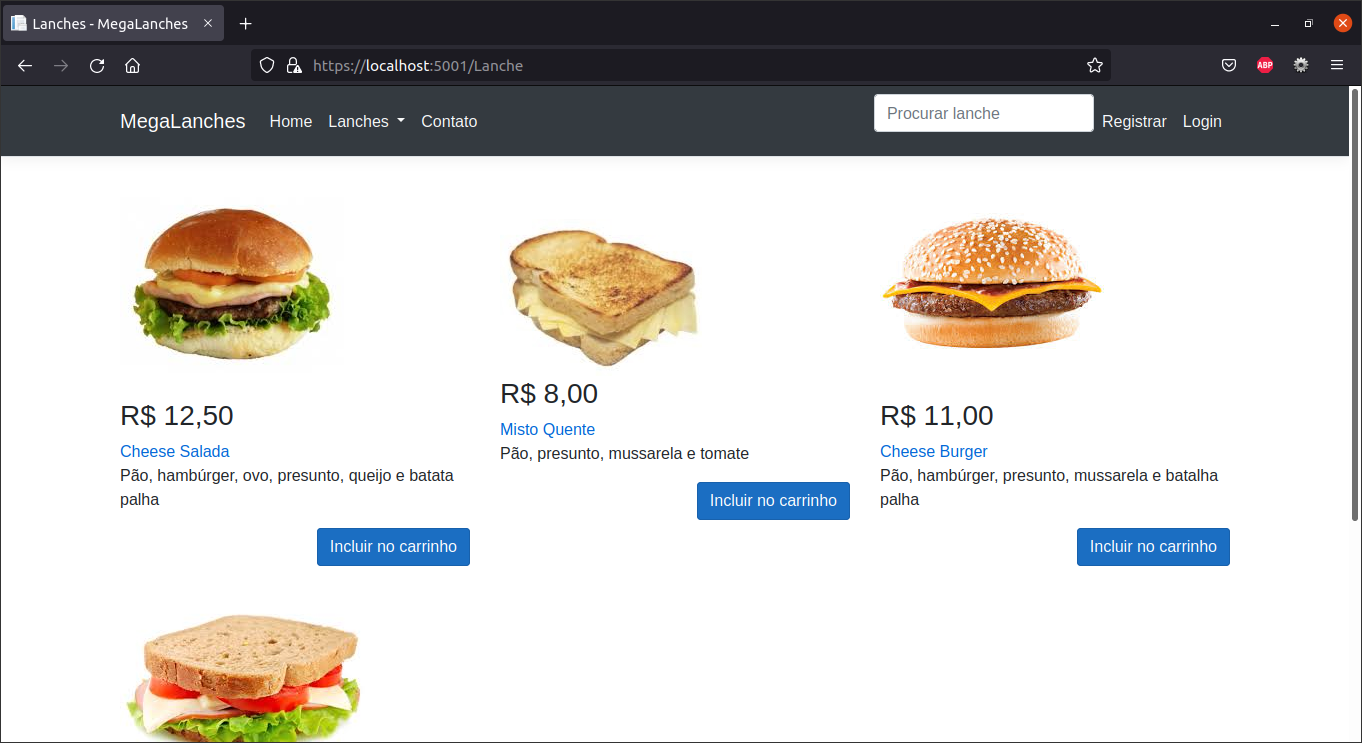 Lanches - MegaLanches
https://localhost:5001/Lanche
ABP
MegaLanches Home Lanches Contato Procurar lanche Registrar Login
R$ 12,50
Cheese Salada
Pão, hambúrger, ovo, presunto, queijo e batata
palha
Incluir no carrinho
R$ 8,00
Misto Quente
Pão, presunto, mussarela e tomate
Incluir no carrinho
R$ 11,00
Cheese Burger
Pão, hambúrger, presunto, mussarela e batalha
palha
Incluir no carrinho